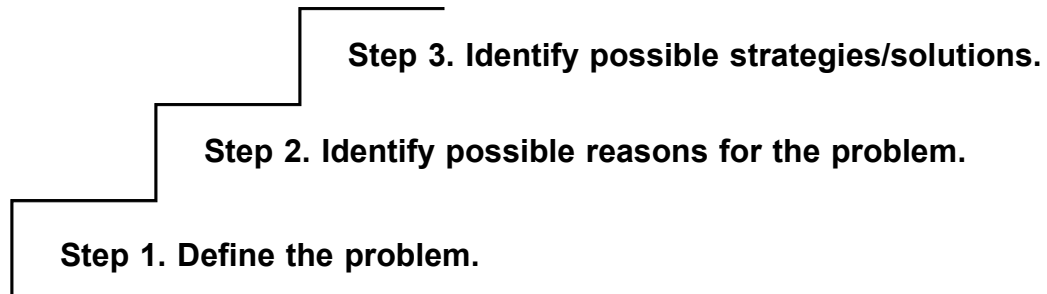 Step 3. Identify possible strategies/solutions.
Step 2. Identify possible reasons for the problem.
Step 1. Define the problem.